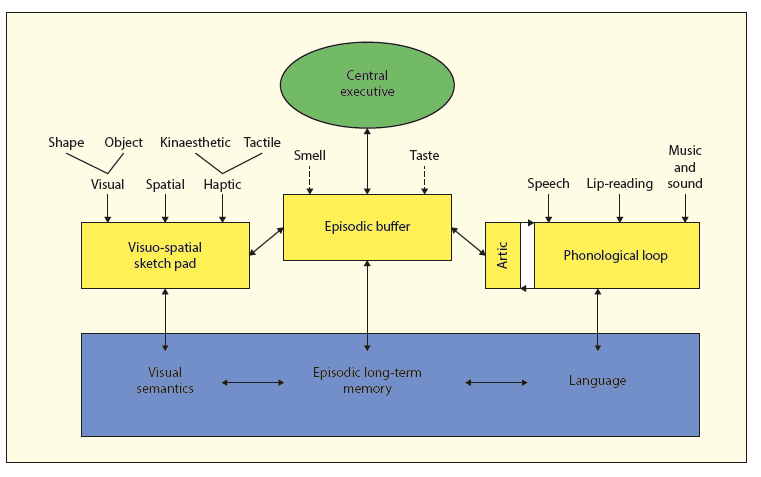 Central
executive
Shape
Object
Kinaesthetic
Tactile
Smell
Taste
Music
and
sound
Visual
Spatial
Haptic
Speech
Lip-reading
Visuo-spatial
sketch pad
Episodic buffer
Artic
Phonological loop
Visual
semantics
Episodic long-term
memory
Language